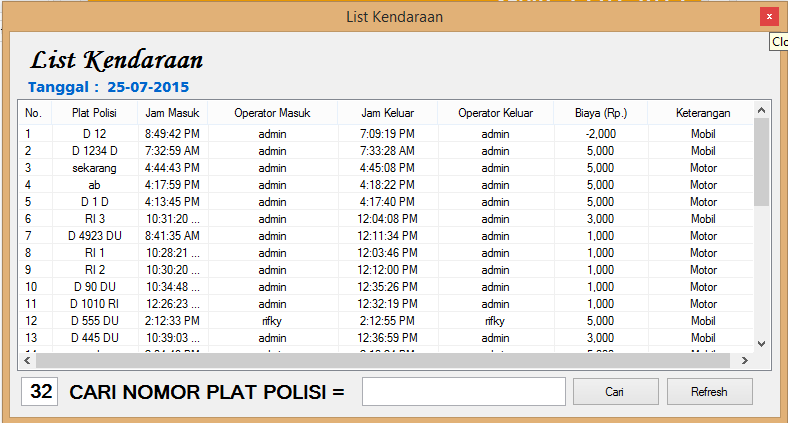 List Kendaraan
x
Clo
List Kendaraan
Tanggal : 25-07-2015
No. Plat Polisi Jam Masuk Operator Masuk Jam Keluar Operator Keluar Biaya (Rp.) Keterangan
1 D 12 8:49:42 PM admin 7:09:19 PM admin -2,000 Mobil
2 D 1234 D 7:32:59 AM admin 7:33:28 AM admin 5,000 Mobil
3 sekarang 4:44:43 PM admin 4:45:08 PM admin 5,000 Motor
4 ab 4:17:59 PM admin 4:18:22 PM admin 5,000 Motor
5 D 1 D 4:13:45 PM admin 4:17:40 PM admin 5,000 Motor
6 RI 3 10:31:20 ... admin 12:04:08 PM admin 3,000 Mobil
7 D 4923 DU 8:41:35 AM admin 12:11:34 PM admin 1,000 Motor
8 RI 1 10:28:21 ... admin 12:03:46 PM admin 1,000 Motor
9 RI 2 10:30:20 ... admin 12:12:00 PM admin 1,000 Motor
10 D 90 DU 10:34:48 ... admin 12:35:26 PM admin 1,000 Motor
11 D 1010 RI 12:26:23 ... admin 12:32:19 PM admin 1,000 Motor
12 D 555 DU 2:12:33 PM rifky 2:12:55 PM rifky 5,000 Mobil
13 D 445 DU 10:39:03 ... admin 12:36:59 PM admin 3,000 Mobil
32 CARI NOMOR PLAT POLISI = Cari Refresh